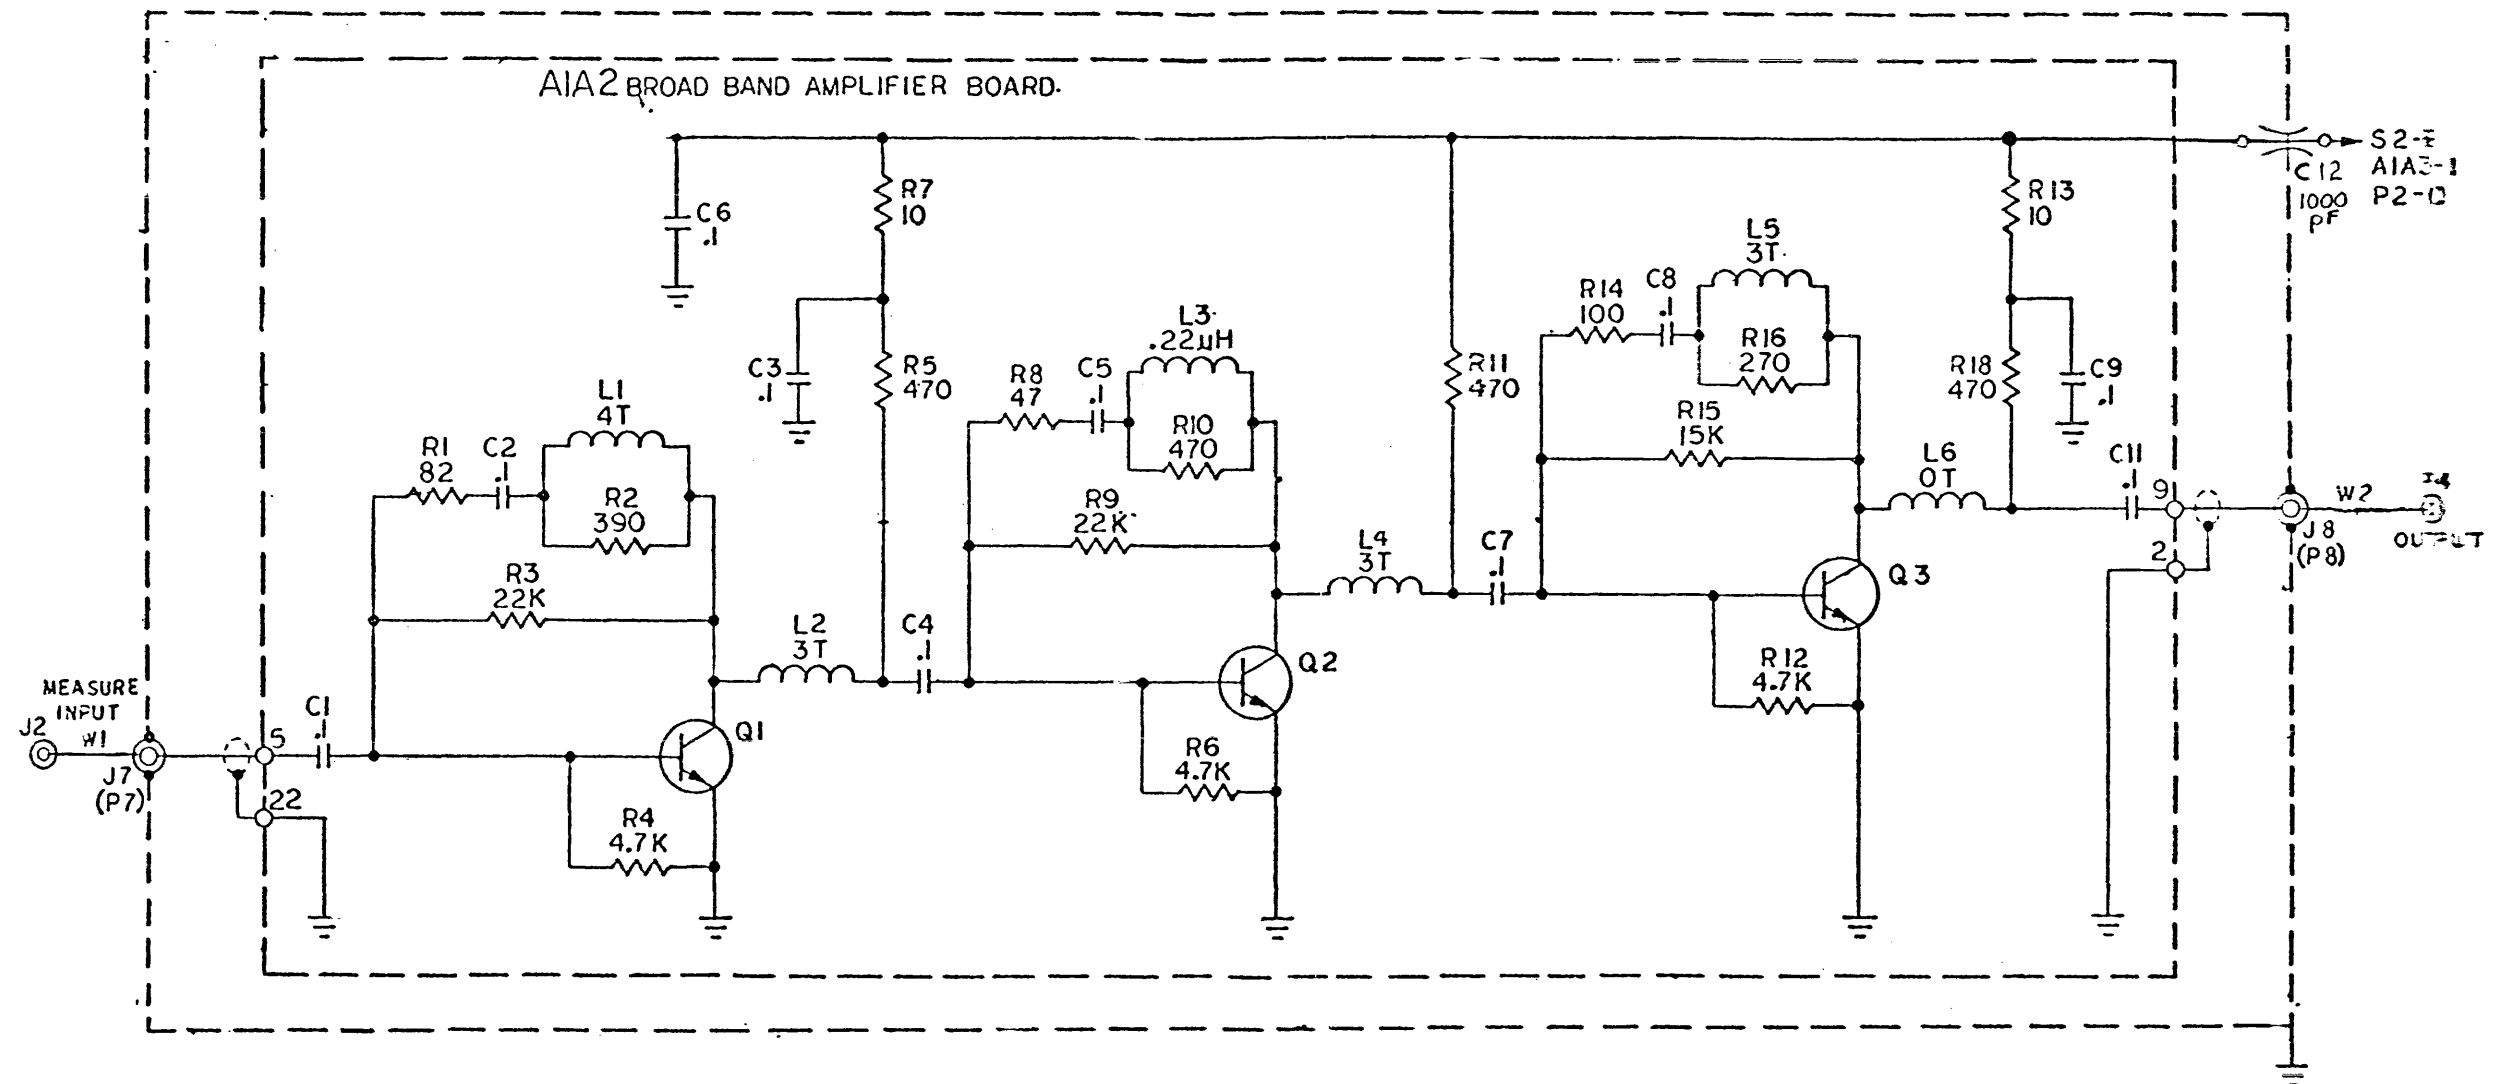 A1A2 BROAD BAND AMPLIFIER BOARD.
S2-
C12
1000
pF
P2-
R7
10
C6
.1
R13
10
L5
3T
R14
100
C8
.1
R16
270
L3
.22µH
C3
.1
R5
470
R8
47
C5
.1
R10
470
R11
470
R18
470
C9
.1
L1
4T
R1
82
C2
.1
R2
390
R15
15K
R9
22K
L6
0T
C11
.1
9
W2
J8
(P8)
OUTPUT
2
R3
22K
L4
3T
C7
.1
Q3
L2
3T
C4
.1
Q2
R12
4.7K
MEASURE
INPUT
J2
W1
J7
(P7)
C1
.1
5
Q1
R6
4.7K
22
R4
4.7K